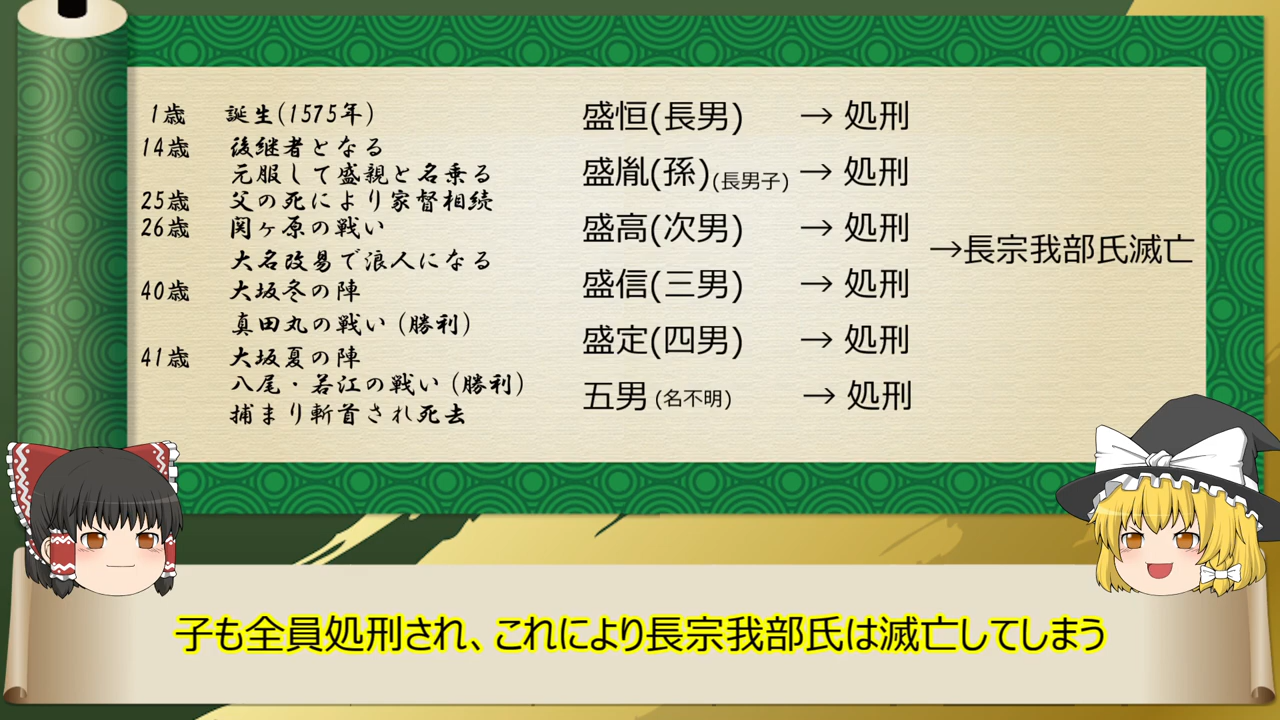 1歳 誕生(1575年)
14歳 後継者となる
元服して盛親と名乗る
25歳 父の死により家督相続
26歳 関ヶ原の戦い
大名改易で浪人になる
40歳 大坂冬の陣
真田丸の戦い(勝利)
41歳 大坂夏の陣
八尾・若江の戦い(勝利)
捕まり斬首され死去
盛恒(長男) → 処刑
盛胤(孫)(長男子) → 処刑
盛高(次男) → 処刑
盛信(三男) → 処刑
盛定(四男) → 処刑
五男(名不明) → 処刑
→長宗我部氏滅亡
子も全員処刑され、これにより長宗我部氏は滅亡してしまう